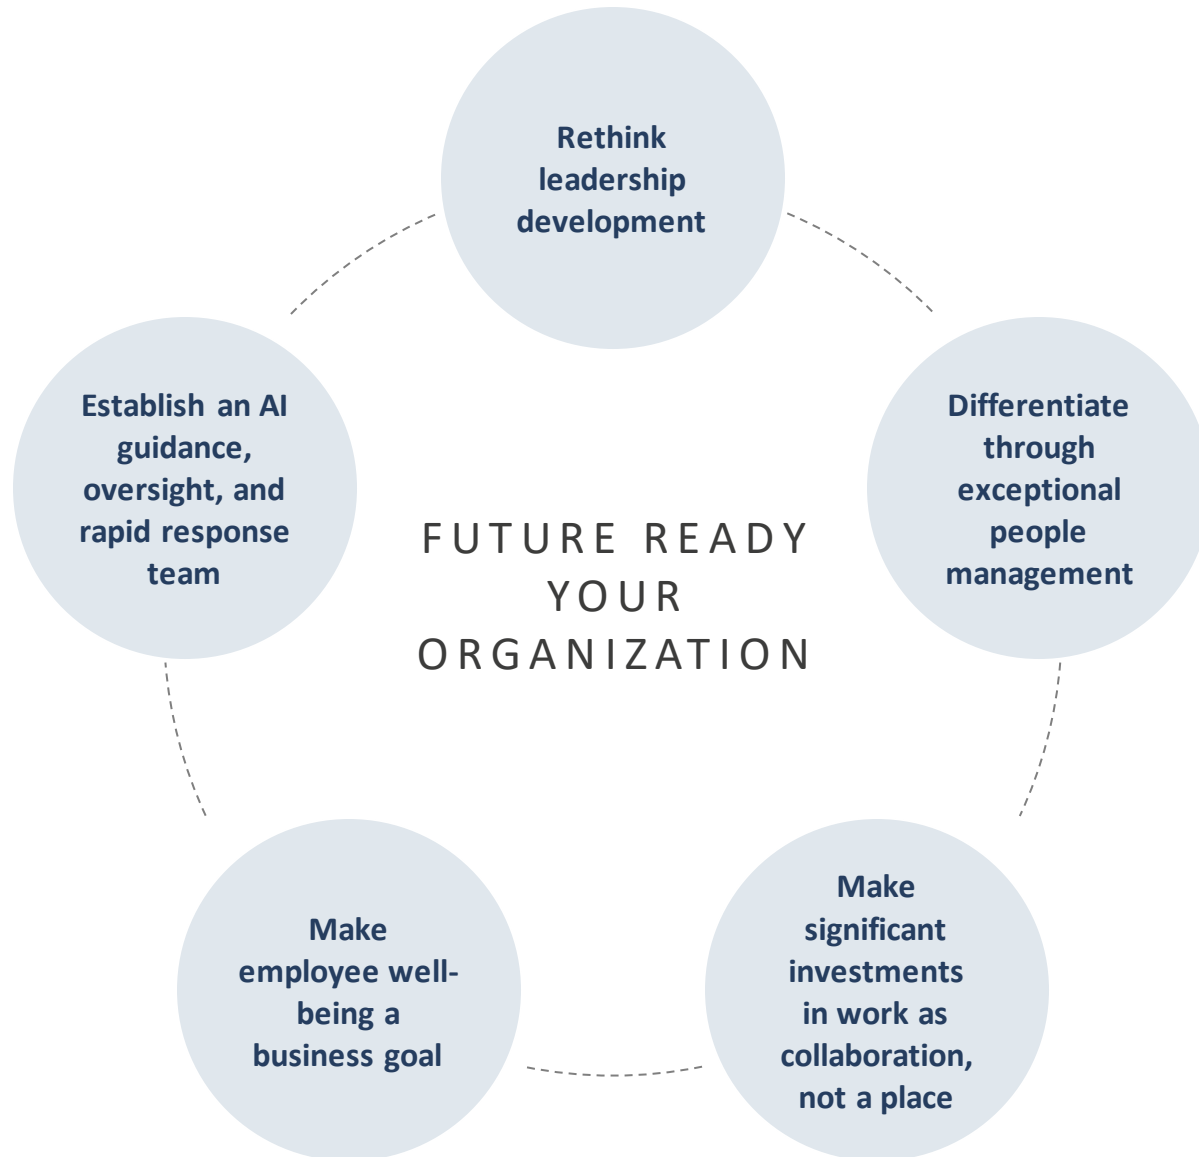 Rethink
leadership
development
Differentiate
through
exceptional
people
management
Make
significant
investments
in work as
collaboration,
not a place
Make
employee well-
being a
business goal
Establish an AI
guidance,
oversight, and
rapid response
team
FUTURE READY
YOUR
ORGANIZATION